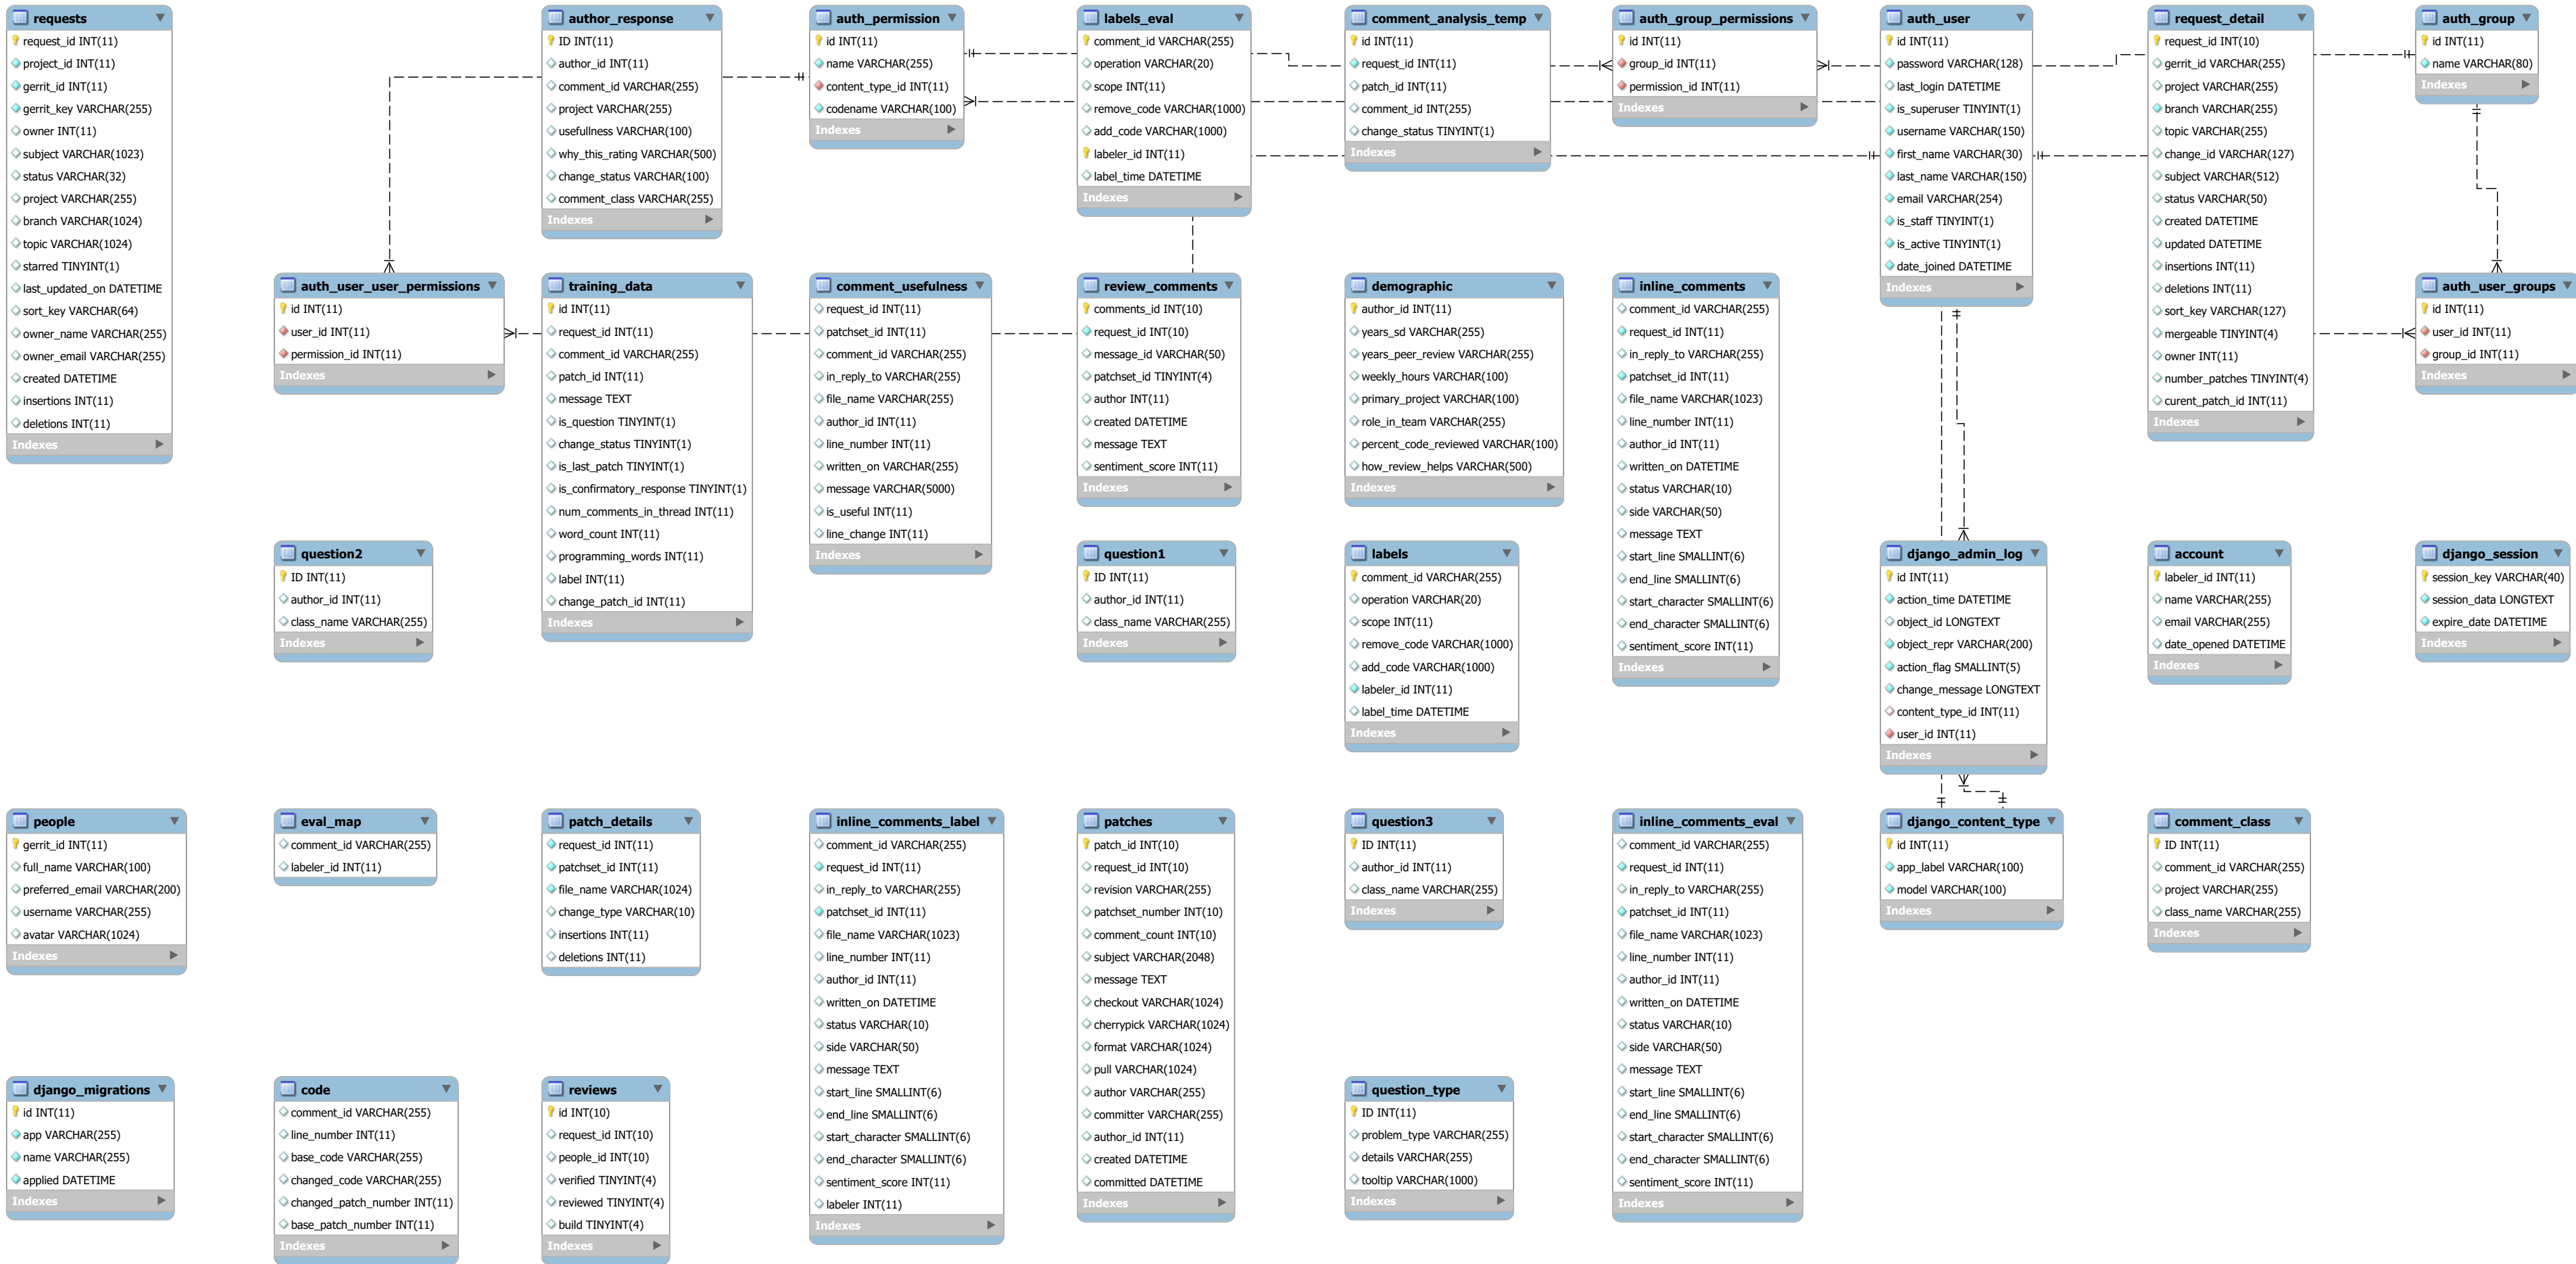 requests
request_id INT(11)
project_id INT(11)
gerrit_id INT(11)
gerrit_key VARCHAR(255)
owner INT(11)
subject VARCHAR(1023)
status VARCHAR(32)
project VARCHAR(255)
branch VARCHAR(1024)
topic VARCHAR(1024)
starred TINYINT(1)
last_updated_on DATETIME
sort_key VARCHAR(64)
owner_name VARCHAR(255)
owner_email VARCHAR(255)
created DATETIME
insertions INT(11)
deletions INT(11)
Indexes
author_response
ID INT(11)
author_id INT(11)
comment_id VARCHAR(255)
project VARCHAR(255)
usefullness VARCHAR(100)
why_this_rating VARCHAR(500)
change_status VARCHAR(100)
comment_class VARCHAR(255)
Indexes
auth_permission
id INT(11)
name VARCHAR(255)
content_type_id INT(11)
codename VARCHAR(100)
Indexes
labels_eval
comment_id VARCHAR(255)
operation VARCHAR(20)
scope INT(11)
remove_code VARCHAR(1000)
add_code VARCHAR(1000)
labeler_id INT(11)
label_time DATETIME
Indexes
comment_analysis_temp
id INT(11)
request_id INT(11)
patch_id INT(11)
comment_id INT(255)
change_status TINYINT(1)
Indexes
auth_group_permissions
id INT(11)
group_id INT(11)
permission_id INT(11)
Indexes
auth_user
id INT(11)
password VARCHAR(128)
last_login DATETIME
is_superuser TINYINT(1)
username VARCHAR(150)
first_name VARCHAR(30)
last_name VARCHAR(150)
email VARCHAR(254)
is_staff TINYINT(1)
is_active TINYINT(1)
date_joined DATETIME
Indexes
request_detail
request_id INT(10)
gerrit_id VARCHAR(255)
project VARCHAR(255)
branch VARCHAR(255)
topic VARCHAR(255)
change_id VARCHAR(127)
subject VARCHAR(512)
status VARCHAR(50)
created DATETIME
updated DATETIME
insertions INT(11)
deletions INT(11)
sort_key VARCHAR(127)
mergeable TINYINT(4)
owner INT(11)
number_patches TINYINT(4)
curent_patch_id INT(11)
Indexes
auth_group
id INT(11)
name VARCHAR(80)
Indexes
auth_user_user_permissions
id INT(11)
user_id INT(11)
permission_id INT(11)
Indexes
training_data
id INT(11)
request_id INT(11)
comment_id VARCHAR(255)
patch_id INT(11)
message TEXT
is_question TINYINT(1)
change_status TINYINT(1)
is_last_patch TINYINT(1)
is_confirmatory_response TINYINT(1)
num_comments_in_thread INT(11)
word_count INT(11)
programming_words INT(11)
label INT(11)
change_patch_id INT(11)
Indexes
comment_usefulness
request_id INT(11)
patchset_id INT(11)
comment_id VARCHAR(255)
in_reply_to VARCHAR(255)
file_name VARCHAR(255)
author_id INT(11)
line_number INT(11)
written_on VARCHAR(255)
message VARCHAR(5000)
is_useful INT(11)
line_change INT(11)
Indexes
review_comments
comments_id INT(10)
request_id INT(10)
message_id VARCHAR(50)
patchset_id TINYINT(4)
author INT(11)
created DATETIME
message TEXT
sentiment_score INT(11)
Indexes
demographic
author_id INT(11)
years_sd VARCHAR(255)
years_peer_review VARCHAR(255)
weekly_hours VARCHAR(100)
primary_project VARCHAR(100)
role_in_team VARCHAR(255)
percent_code_reviewed VARCHAR(100)
how_review_helps VARCHAR(500)
Indexes
inline_comments
comment_id VARCHAR(255)
request_id INT(11)
in_reply_to VARCHAR(255)
patchset_id INT(11)
file_name VARCHAR(1023)
line_number INT(11)
author_id INT(11)
written_on DATETIME
status VARCHAR(10)
side VARCHAR(50)
message TEXT
start_line SMALLINT(6)
end_line SMALLINT(6)
start_character SMALLINT(6)
end_character SMALLINT(6)
sentiment_score INT(11)
Indexes
auth_user_groups
id INT(11)
user_id INT(11)
group_id INT(11)
Indexes
question2
ID INT(11)
author_id INT(11)
class_name VARCHAR(255)
Indexes
question1
ID INT(11)
author_id INT(11)
class_name VARCHAR(255)
Indexes
labels
comment_id VARCHAR(255)
operation VARCHAR(20)
scope INT(11)
remove_code VARCHAR(1000)
add_code VARCHAR(1000)
labeler_id INT(11)
label_time DATETIME
Indexes
django_admin_log
id INT(11)
action_time DATETIME
object_id LONGTEXT
object_repr VARCHAR(200)
action_flag SMALLINT(5)
change_message LONGTEXT
content_type_id INT(11)
user_id INT(11)
Indexes
account
labeler_id INT(11)
name VARCHAR(255)
email VARCHAR(255)
date_opened DATETIME
Indexes
django_session
session_key VARCHAR(40)
session_data LONGTEXT
expire_date DATETIME
Indexes
people
gerrit_id INT(11)
full_name VARCHAR(100)
preferred_email VARCHAR(200)
username VARCHAR(255)
avatar VARCHAR(1024)
Indexes
eval_map
comment_id VARCHAR(255)
labeler_id INT(11)
patch_details
request_id INT(11)
patchset_id INT(11)
file_name VARCHAR(1024)
change_type VARCHAR(10)
insertions INT(11)
deletions INT(11)
inline_comments_label
comment_id VARCHAR(255)
request_id INT(11)
in_reply_to VARCHAR(255)
patchset_id INT(11)
file_name VARCHAR(1023)
line_number INT(11)
author_id INT(11)
written_on DATETIME
status VARCHAR(10)
side VARCHAR(50)
message TEXT
start_line SMALLINT(6)
end_line SMALLINT(6)
start_character SMALLINT(6)
end_character SMALLINT(6)
sentiment_score INT(11)
labeler INT(11)
Indexes
patches
patch_id INT(10)
request_id INT(10)
revision VARCHAR(255)
patchset_number INT(10)
comment_count INT(10)
subject VARCHAR(2048)
message TEXT
checkout VARCHAR(1024)
cherrypick VARCHAR(1024)
format VARCHAR(1024)
pull VARCHAR(1024)
author VARCHAR(255)
committer VARCHAR(255)
author_id INT(11)
created DATETIME
committed DATETIME
Indexes
question3
ID INT(11)
author_id INT(11)
class_name VARCHAR(255)
Indexes
inline_comments_eval
comment_id VARCHAR(255)
request_id INT(11)
in_reply_to VARCHAR(255)
patchset_id INT(11)
file_name VARCHAR(1023)
line_number INT(11)
author_id INT(11)
written_on DATETIME
status VARCHAR(10)
side VARCHAR(50)
message TEXT
start_line SMALLINT(6)
end_line SMALLINT(6)
start_character SMALLINT(6)
end_character SMALLINT(6)
sentiment_score INT(11)
Indexes
django_content_type
id INT(11)
app_label VARCHAR(100)
model VARCHAR(100)
Indexes
comment_class
ID INT(11)
comment_id VARCHAR(255)
project VARCHAR(255)
class_name VARCHAR(255)
Indexes
django_migrations
id INT(11)
app VARCHAR(255)
name VARCHAR(255)
applied DATETIME
Indexes
code
comment_id VARCHAR(255)
line_number INT(11)
base_code VARCHAR(255)
changed_code VARCHAR(255)
changed_patch_number INT(11)
base_patch_number INT(11)
Indexes
reviews
id INT(10)
request_id INT(10)
people_id INT(10)
verified TINYINT(4)
reviewed TINYINT(4)
build TINYINT(4)
Indexes
question_type
ID INT(11)
problem_type VARCHAR(255)
details VARCHAR(255)
tooltip VARCHAR(1000)
Indexes